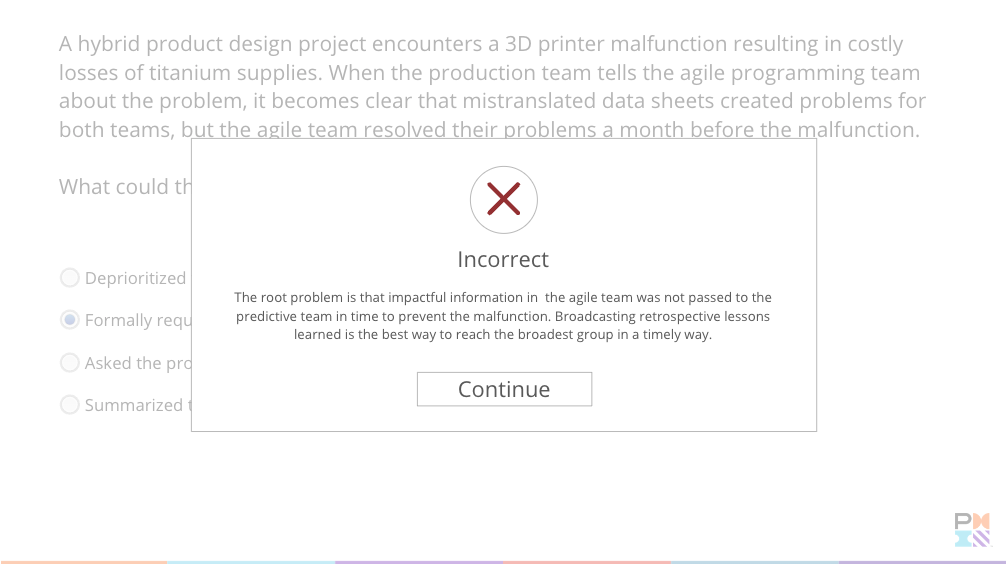 A hybrid product design project encounters a 3D printer malfunction resulting in costly
losses of titanium supplies. When the production team tells the agile programming team
about the problem, it becomes clear that mistranslated data sheets created problems for
both teams, but the agile team resolved their problems a month before the malfunction.
What could th
Incorrect
Deprioritized
The root problem is that impactful information in the agile team was not passed to the
Formally requ
predictive team in time to prevent the malfunction. Broadcasting retrospective lessons
learned is the best way to reach the broadest group in a timely way.
Asked the pro
Continue
Summarized t